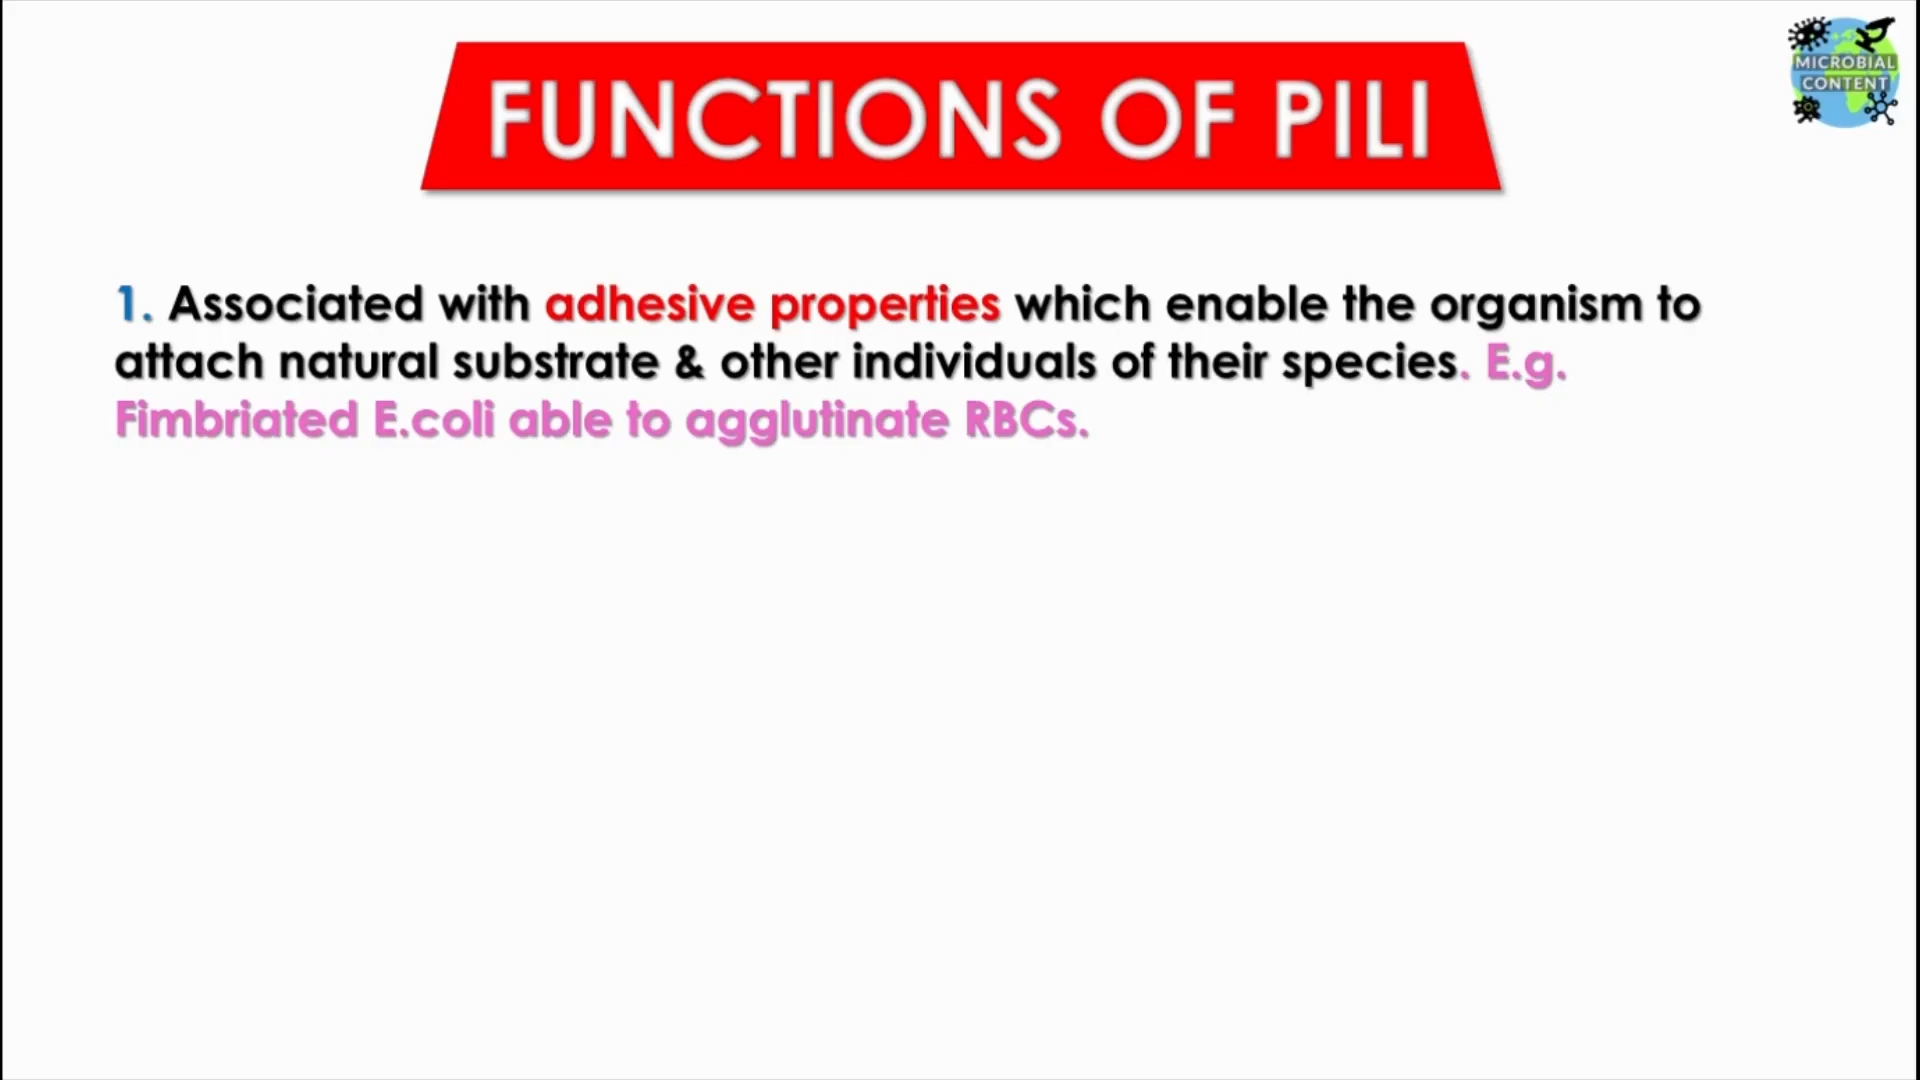 MICROBIAL
CONTENT
FUNCTIONS OF PILI
1. Associated with adhesive properties which enable the organism to
attach natural substrate & other individuals of their species. E.g.
Fimbriated E.coli able to agglutinate RBCs.